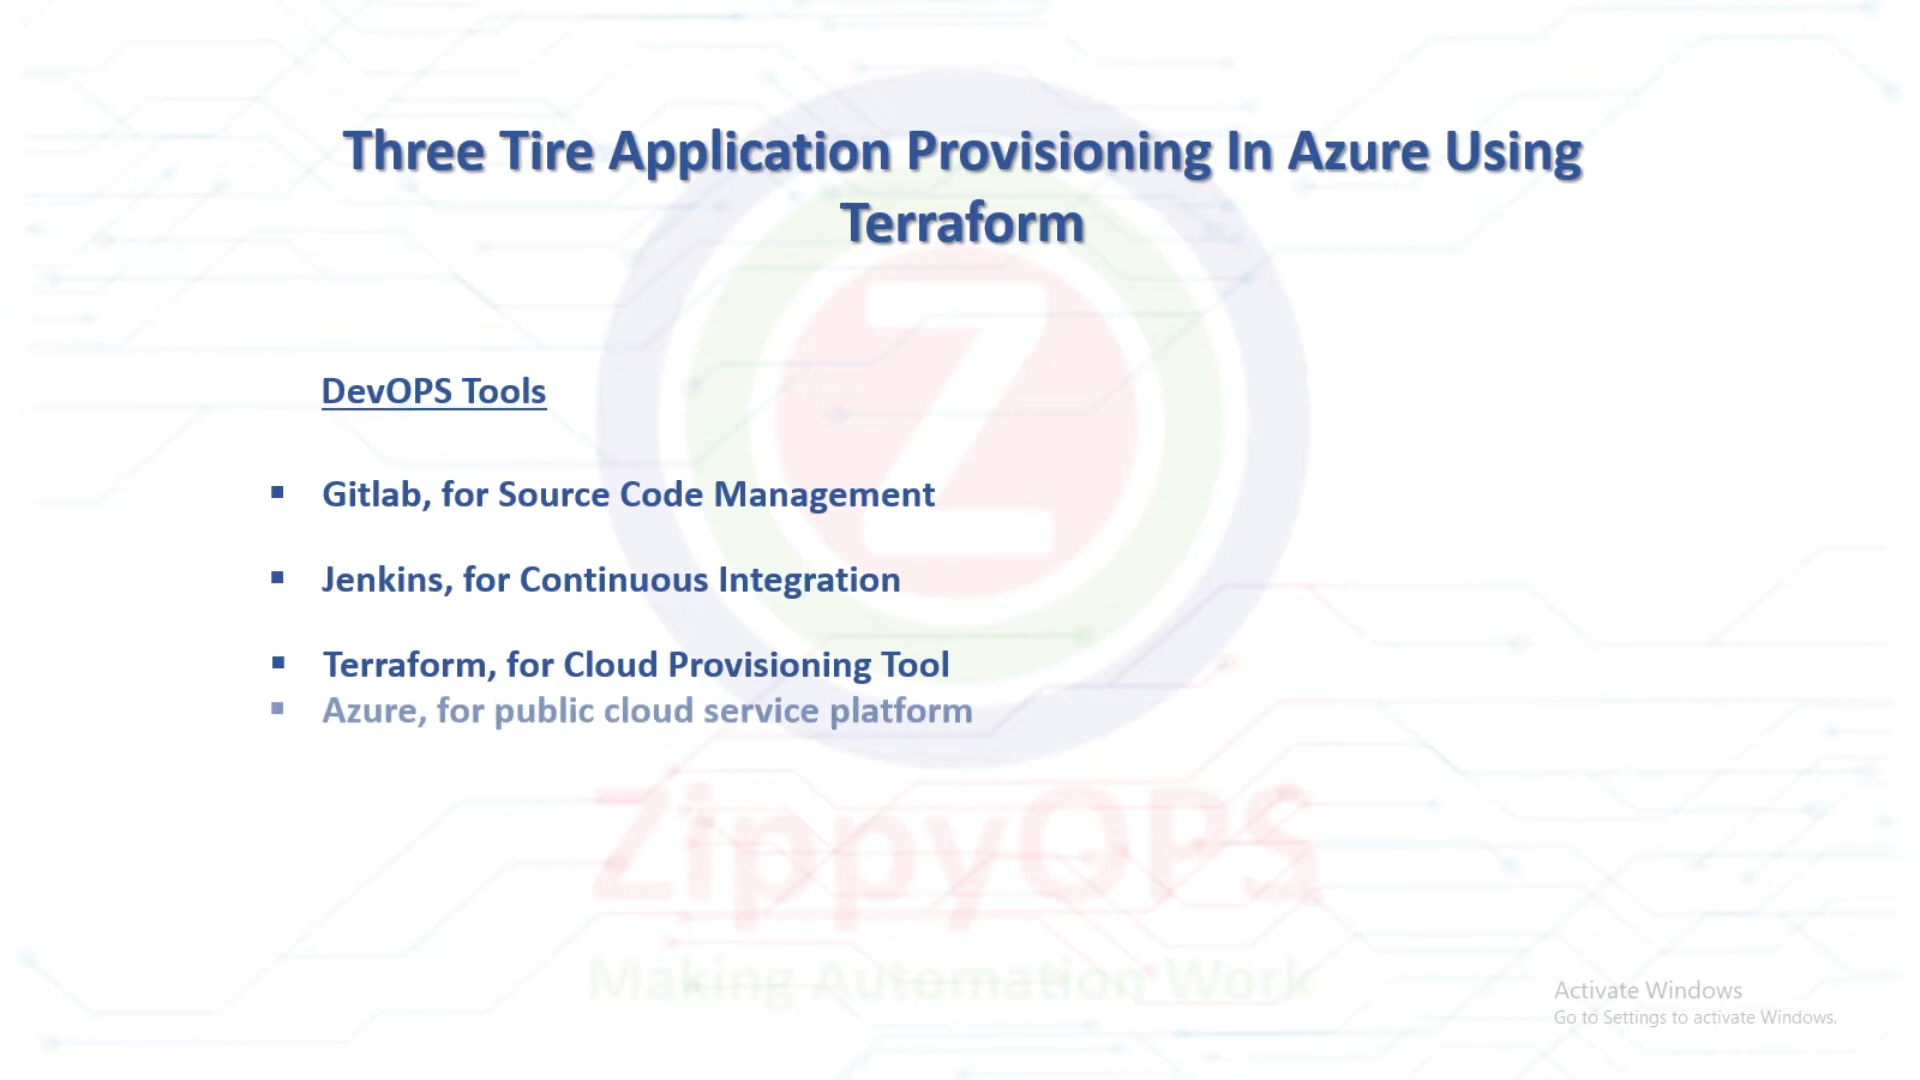 Three Tire Application Provisioning In Azure Using
Terraform
DevOPS Tools
▪ Gitlab, for Source Code Management
▪ Jenkins, for Continuous Integration
▪ Terraform, for Cloud Provisioning Tool
▪ Azure, for public cloud service platform
Z
ZippyOPS
Making Automation Work
Activate Windows
Go to Settings to activate Windows.